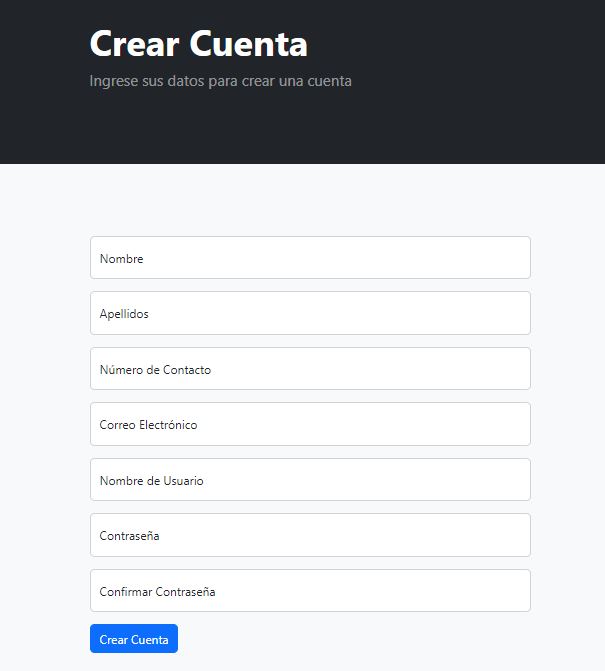 Crear Cuenta
Ingrese sus datos para crear una cuenta
Nombre
Apellidos
Número de Contacto
Correo Electrónico
Nombre de Usuario
Contraseña
Confirmar Contraseña
Crear Cuenta